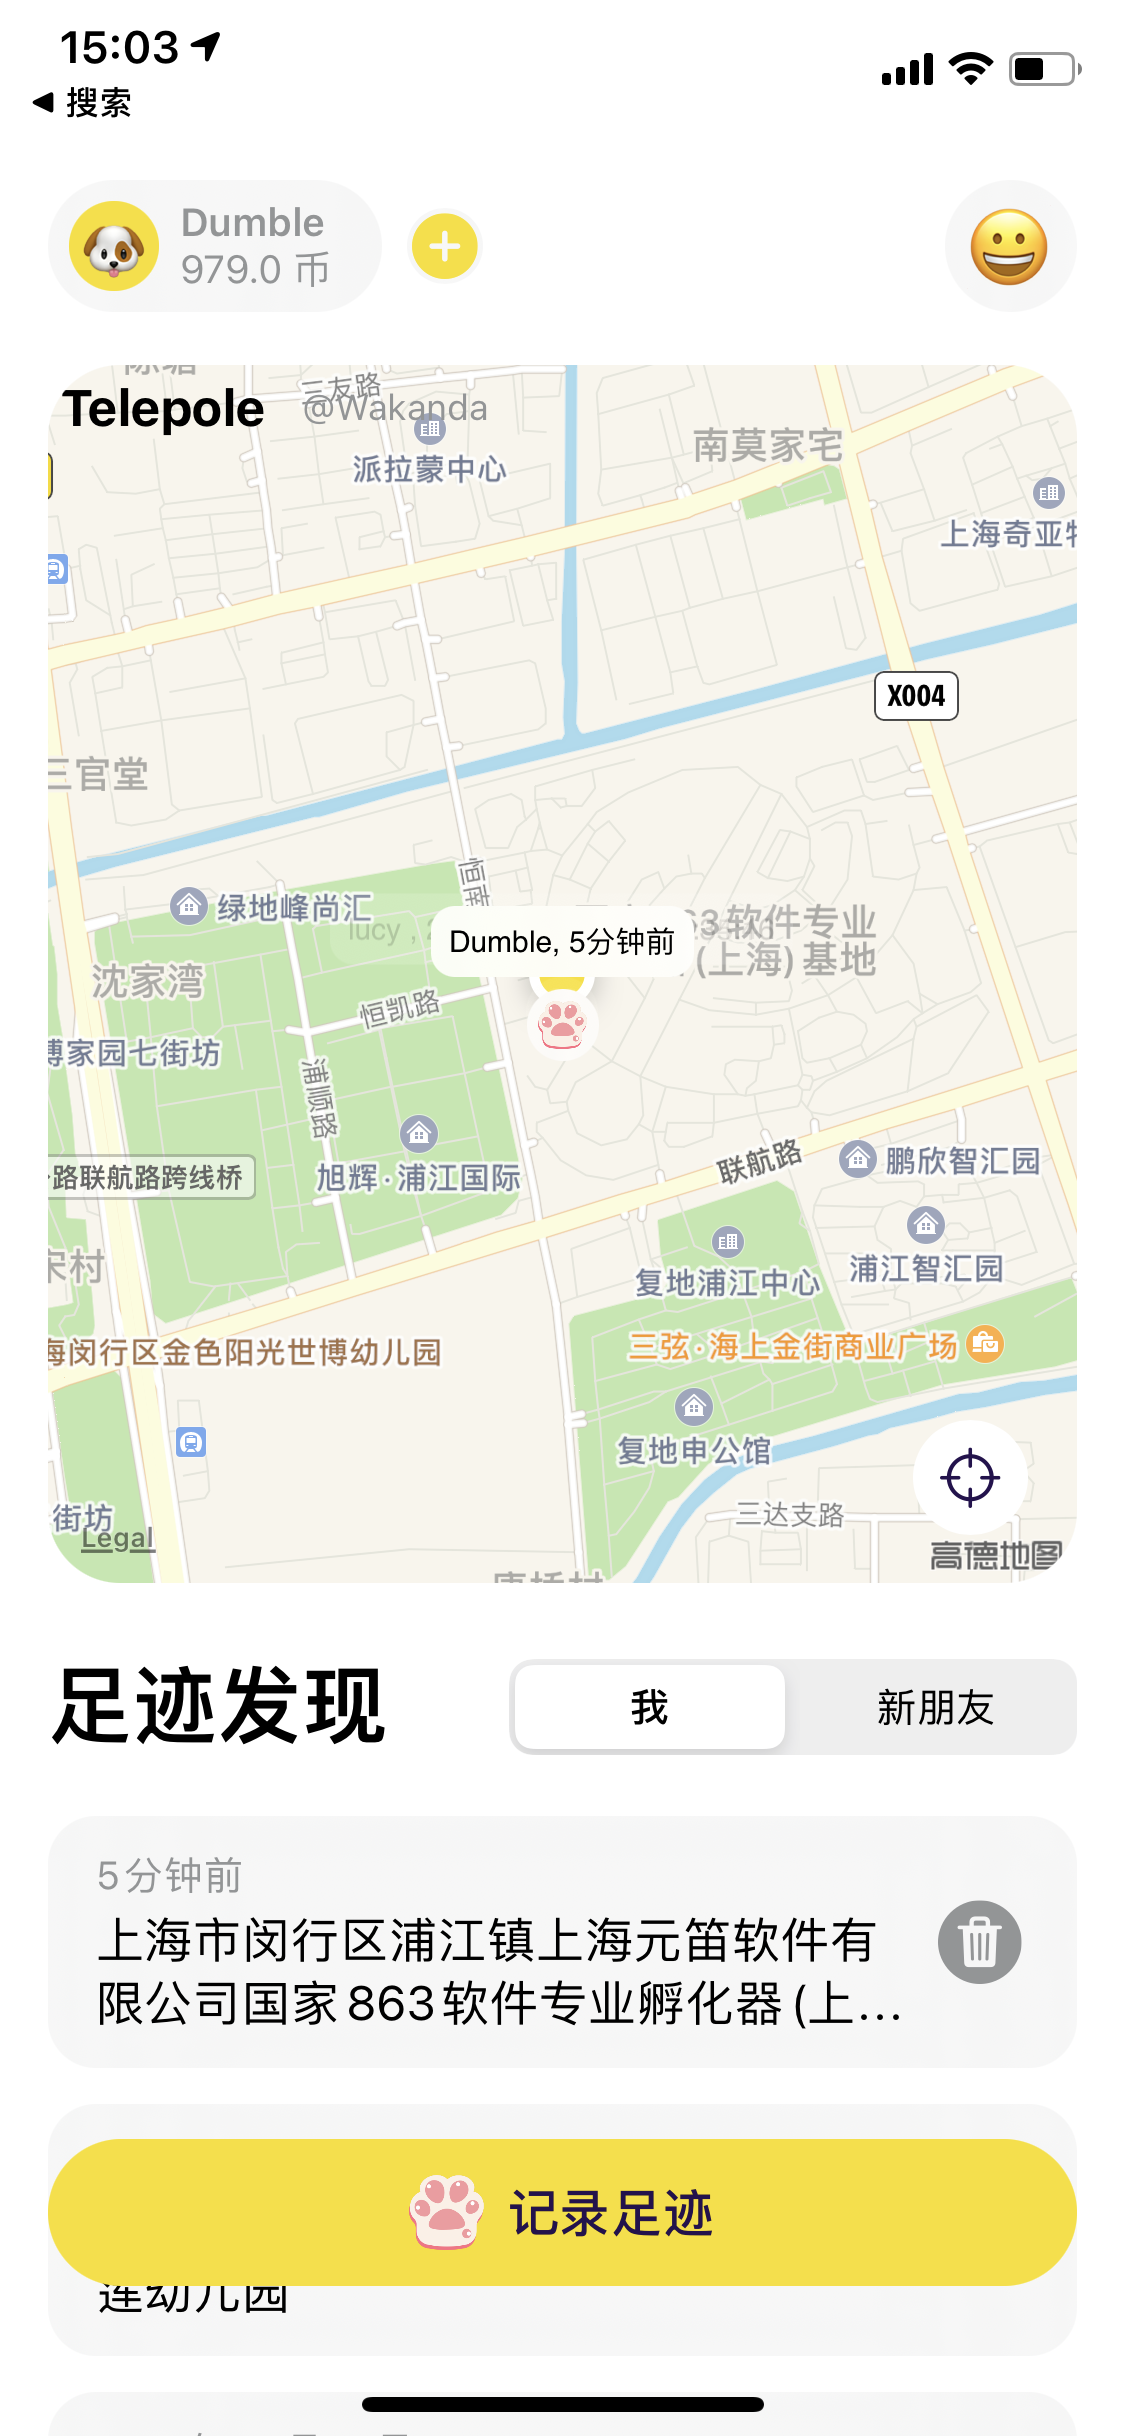 15:03
搜索
Dumble
979.0 币
Telepole @Wakanda
三友路
派拉蒙中心
南莫家宅
上海奇亚特
X004
三官堂
绿地峰尚汇
恒南
lucy , 2
Dumble, 5分钟前
63软件专业
(上海)基地
沈家湾
恒凯路
博家园七街坊
浦顺路
旭辉·浦江国际
路联航路跨线桥
联航路
鹏欣智汇园
浦江智汇园
复地浦江中心
宋村
三弦·海上金街商业广场
海闵行区金色阳光世博幼儿园
复地申公馆
街坊
三达支路
Legal
高德地图
足迹发现
我
新朋友
5分钟前
上海市闵行区浦江镇上海元笛软件有
限公司国家863软件专业孵化器(上...
记录足迹
莲幼儿园